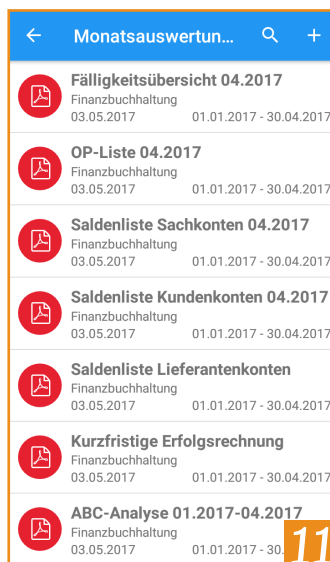 Monatsauswertun...
Fälligkeitsübersicht 04.2017
Finanzbuchhaltung
03.05.2017 01.01.2017 - 30.04.2017
OP-Liste 04.2017
Finanzbuchhaltung
03.05.2017 01.01.2017 - 30.04.2017
Saldenliste Sachkonten 04.2017
Finanzbuchhaltung
03.05.2017 01.01.2017 - 30.04.2017
Saldenliste Kundenkonten 04.2017
Finanzbuchhaltung
03.05.2017 01.01.2017 - 30.04.2017
Saldenliste Lieferantenkonten
Finanzbuchhaltung
03.05.2017 01.01.2017 - 30.04.2017
Kurzfristige Erfolgsrechnung
Finanzbuchhaltung
03.05.2017 01.01.2017 - 30.04.2017
ABC-Analyse 01.2017-04.2017
Finanzbuchhaltung
03.05.2017 01.01.2017 - 30.
11